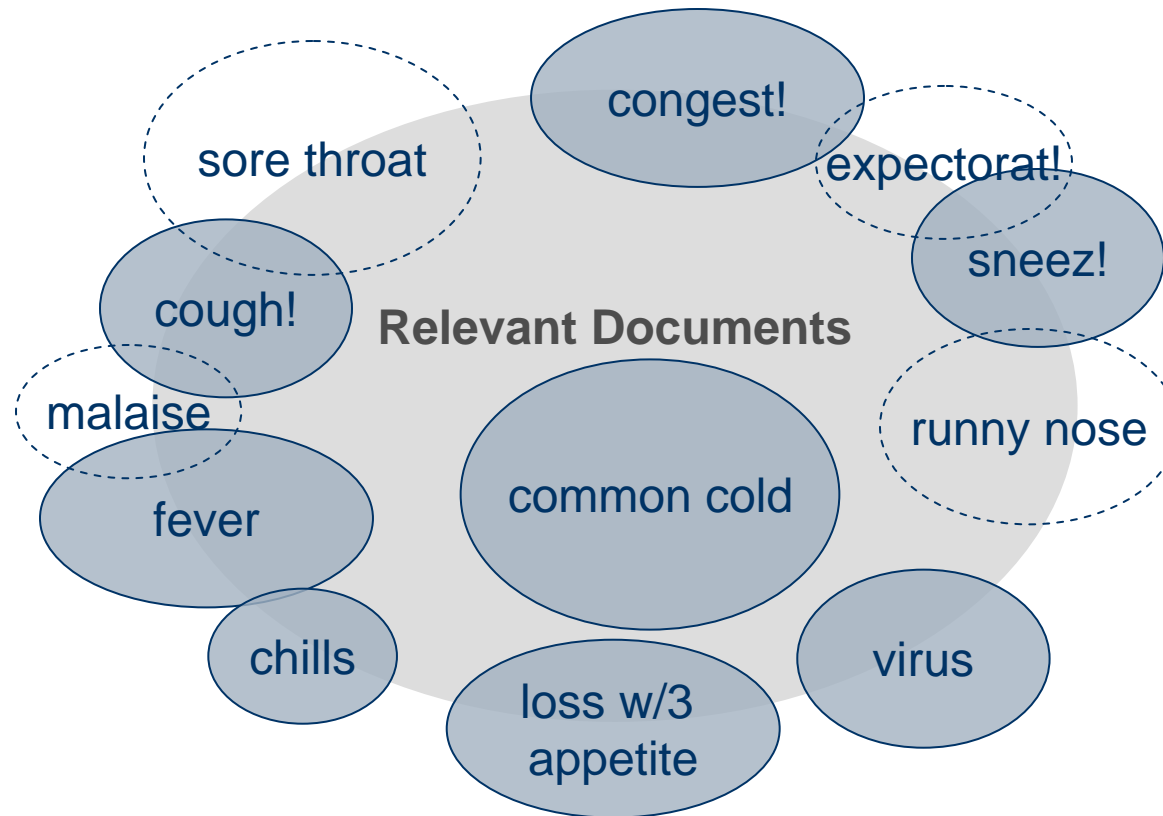 congest!
sore throat
expectorat!
sneez!
cough!
Relevant Documents
malaise
runny nose
common cold
fever
chills
virus
loss w/3
appetite